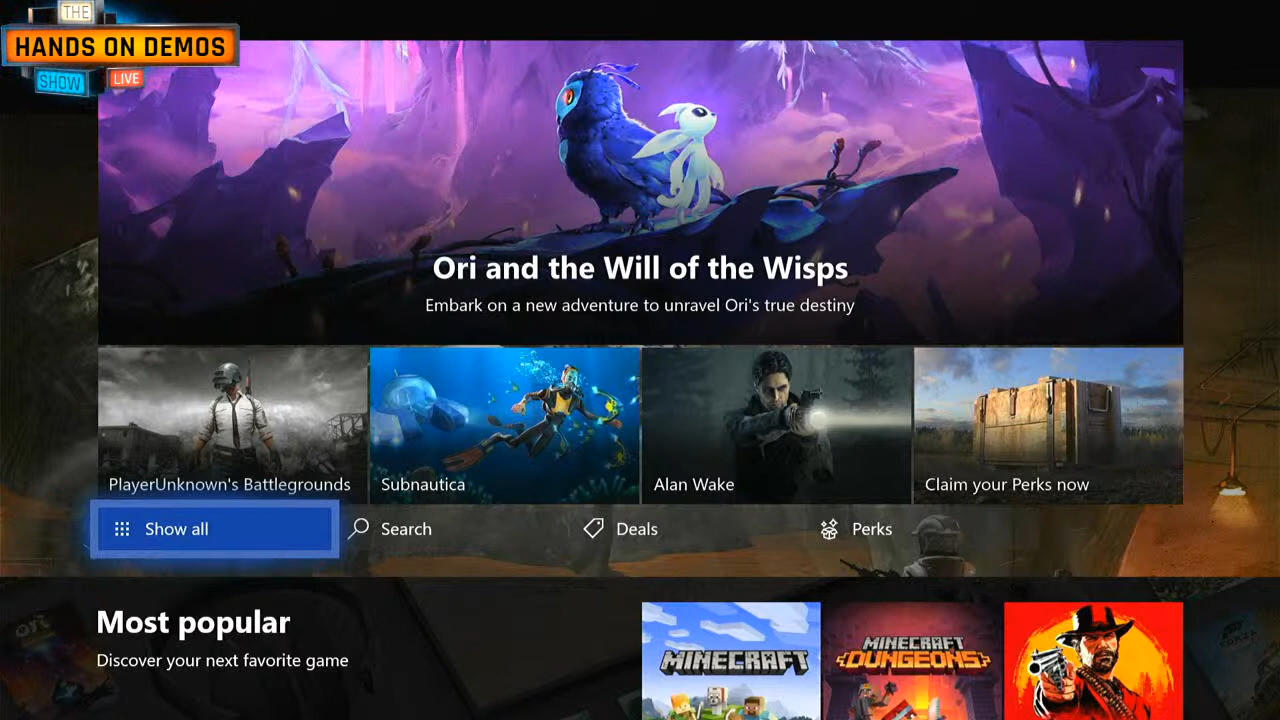 THE
HANDS ON DEMOS
SHOW
LIVE
Ori and the Will of the Wisps
Embark on a new adventure to unravel Ori's true destiny
PlayerUnknown's Battlegrounds
Subnautica
Alan Wake
Claim your Perks now
Show all
Search
Deals
Perks
Most popular
Discover your next favorite game
MINECRAFT
MINECRAFT
DUNGEONS